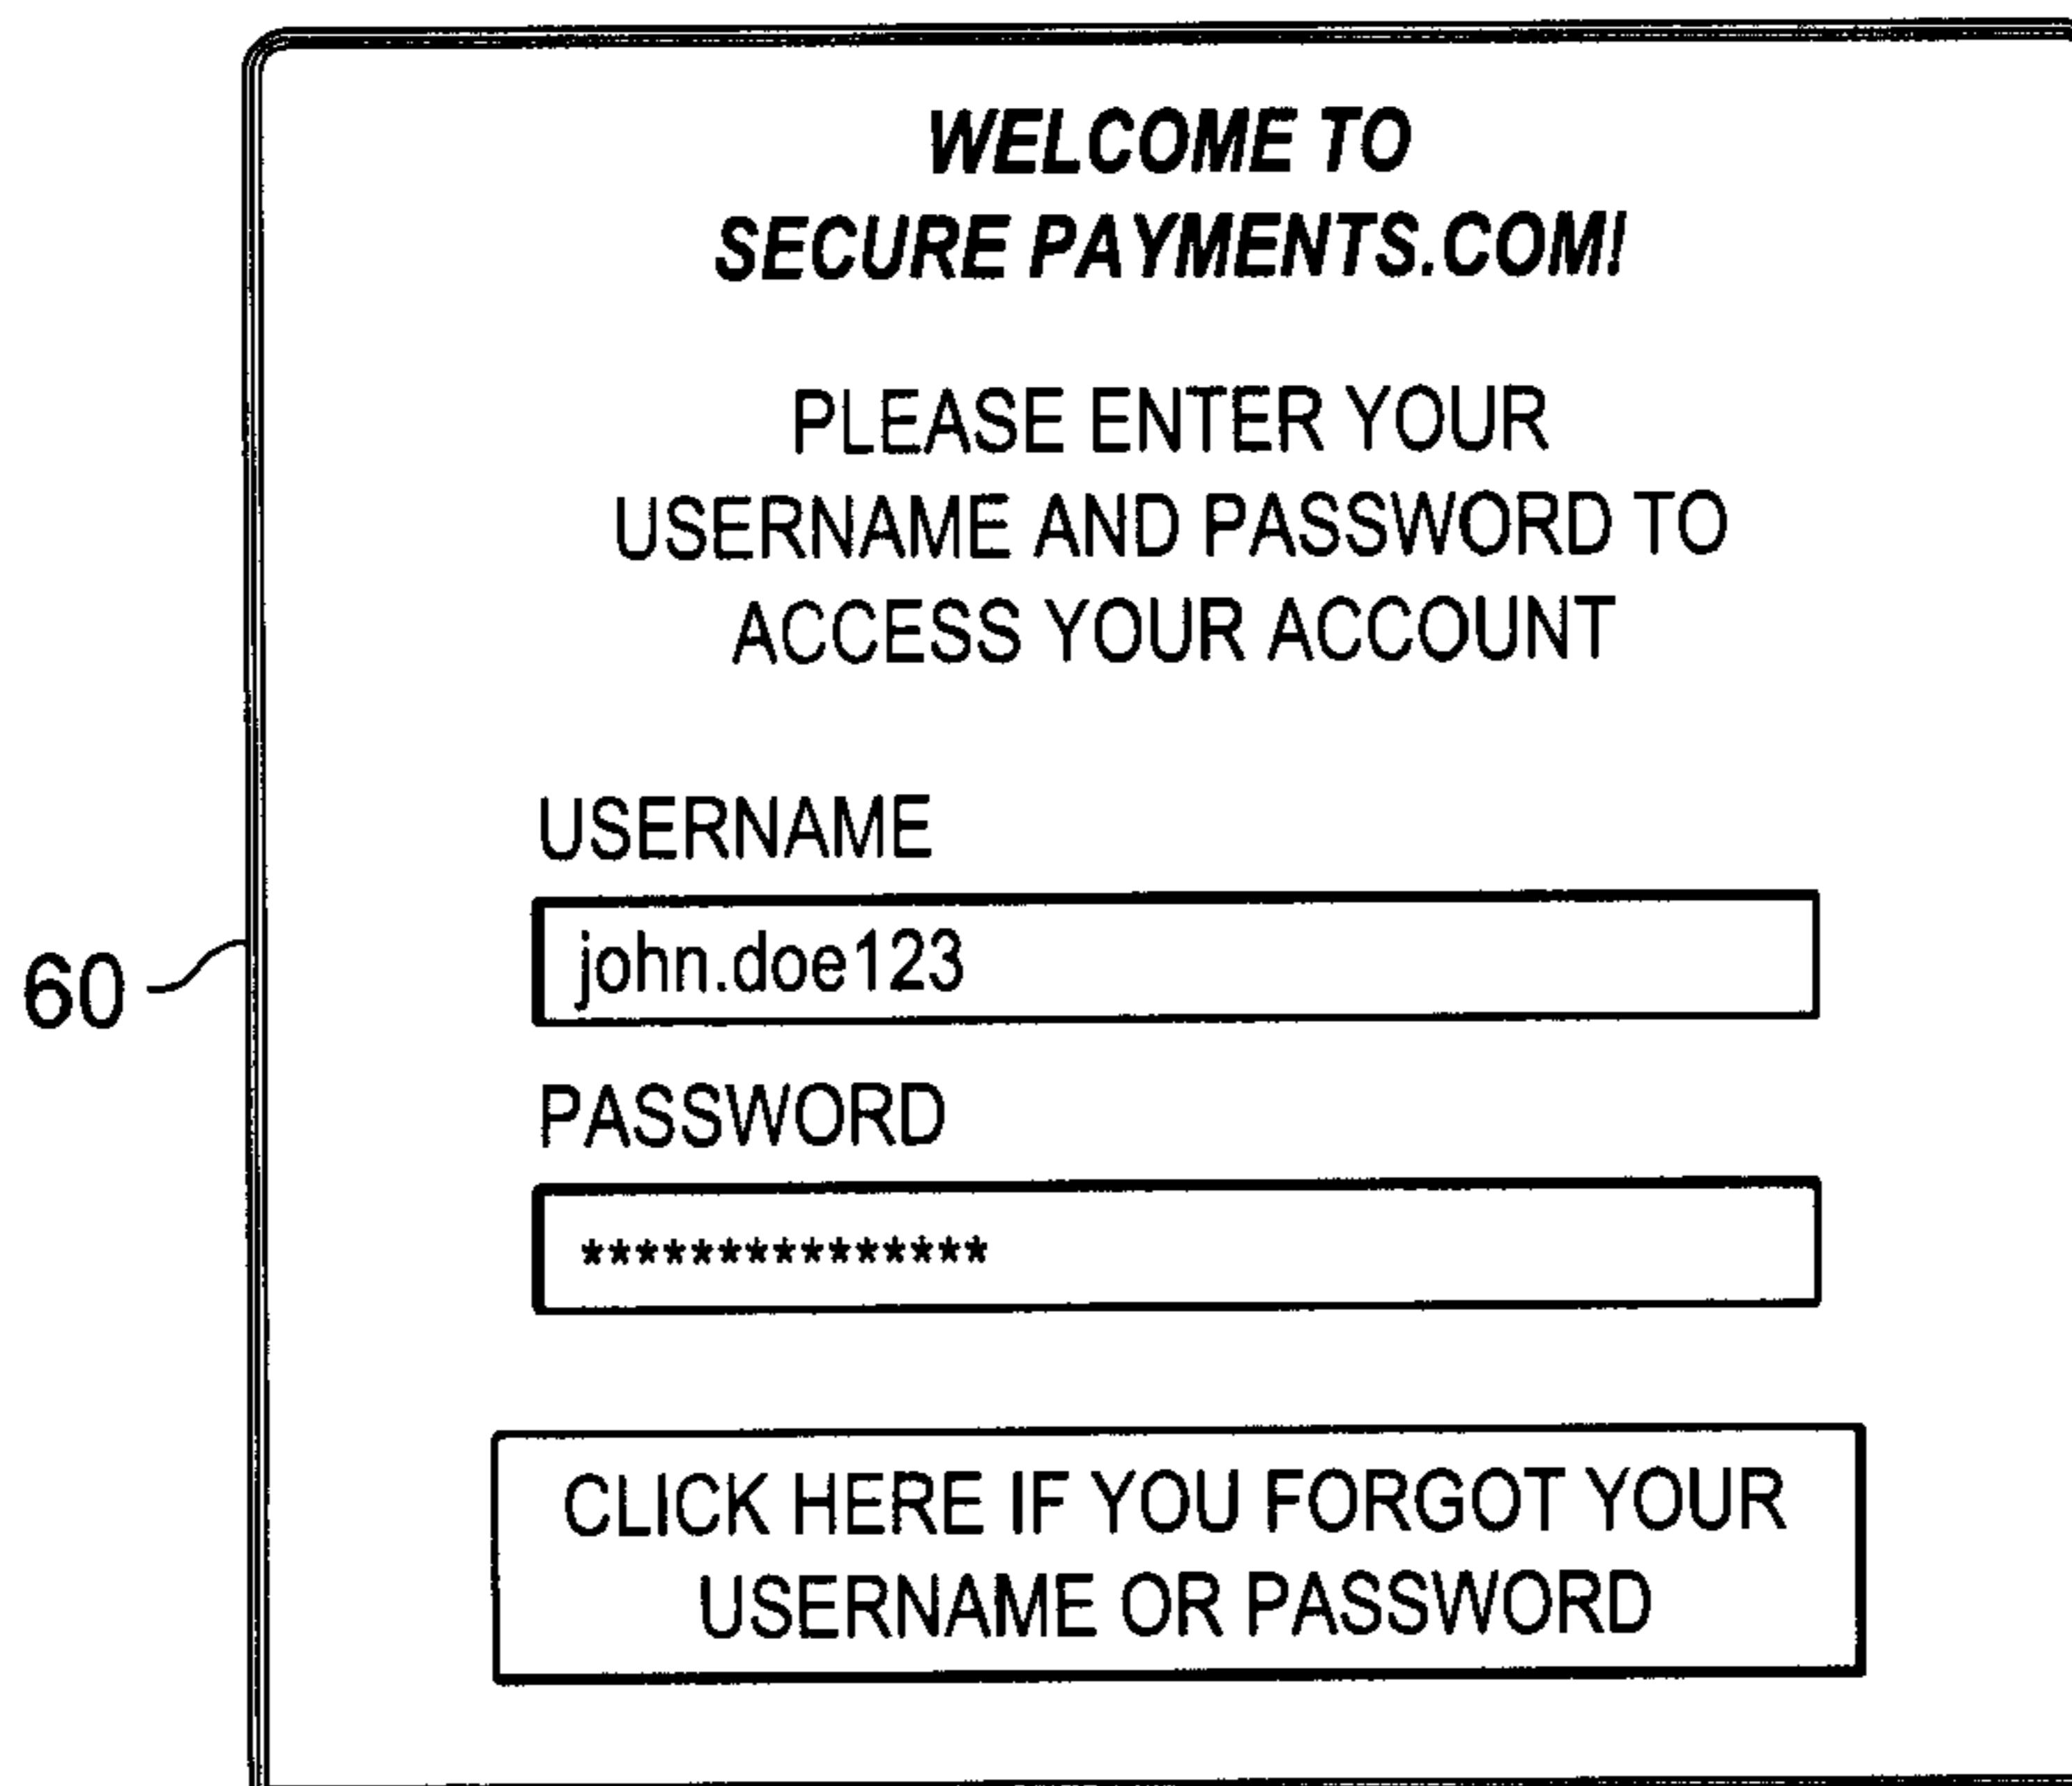 WELCOME TO
SECURE PAYMENTS.COM!
PLEASE ENTER YOUR
USERNAME AND PASSWORD TO
ACCESS YOUR ACCOUNT
USERNAME
john.doe123
60
PASSWORD
***************
CLICK HERE IF YOU FORGOT YOUR
USERNAME OR PASSWORD